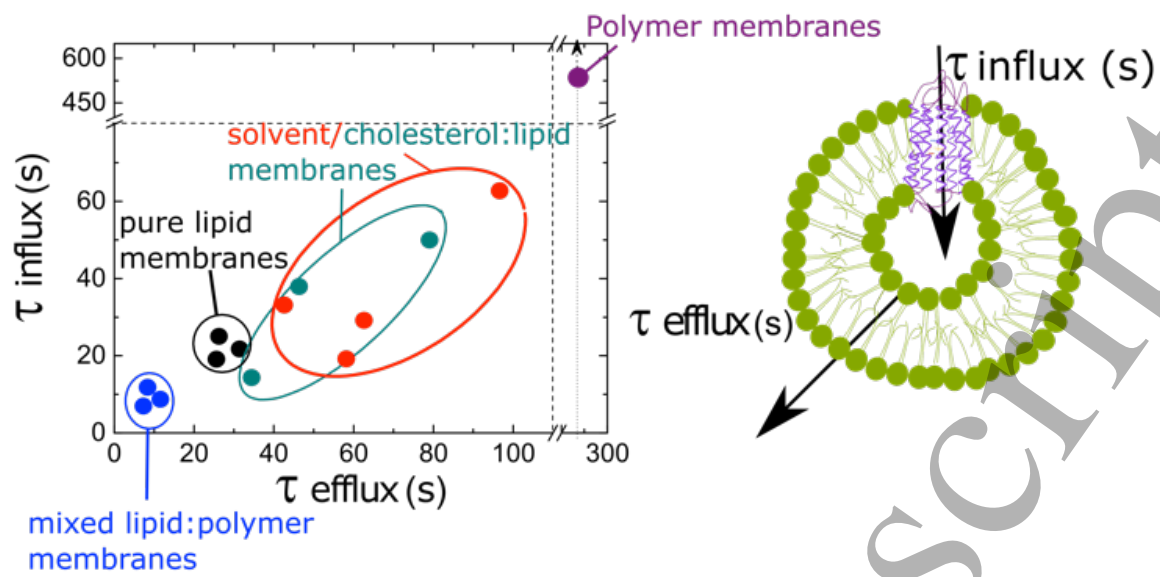 Polymer membranes
600
450
solvent/cholesterol:lipid
membranes
pure lipid
membranes
60
40
20
0
τ influx (s)
0 20 40 60 80 100 300
τ efflux (s)
mixed lipid:polymer
membranes
τ influx (s)
τ efflux(s)
script